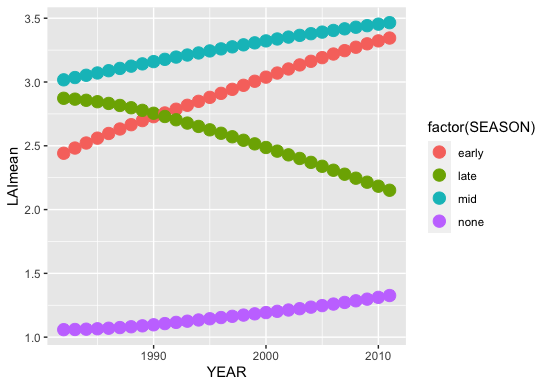 LAImean
3.5
3.0
2.5
2.0
1.5
1.0
1990
2000
2010
YEAR
factor(SEASON)
early
late
mid
none